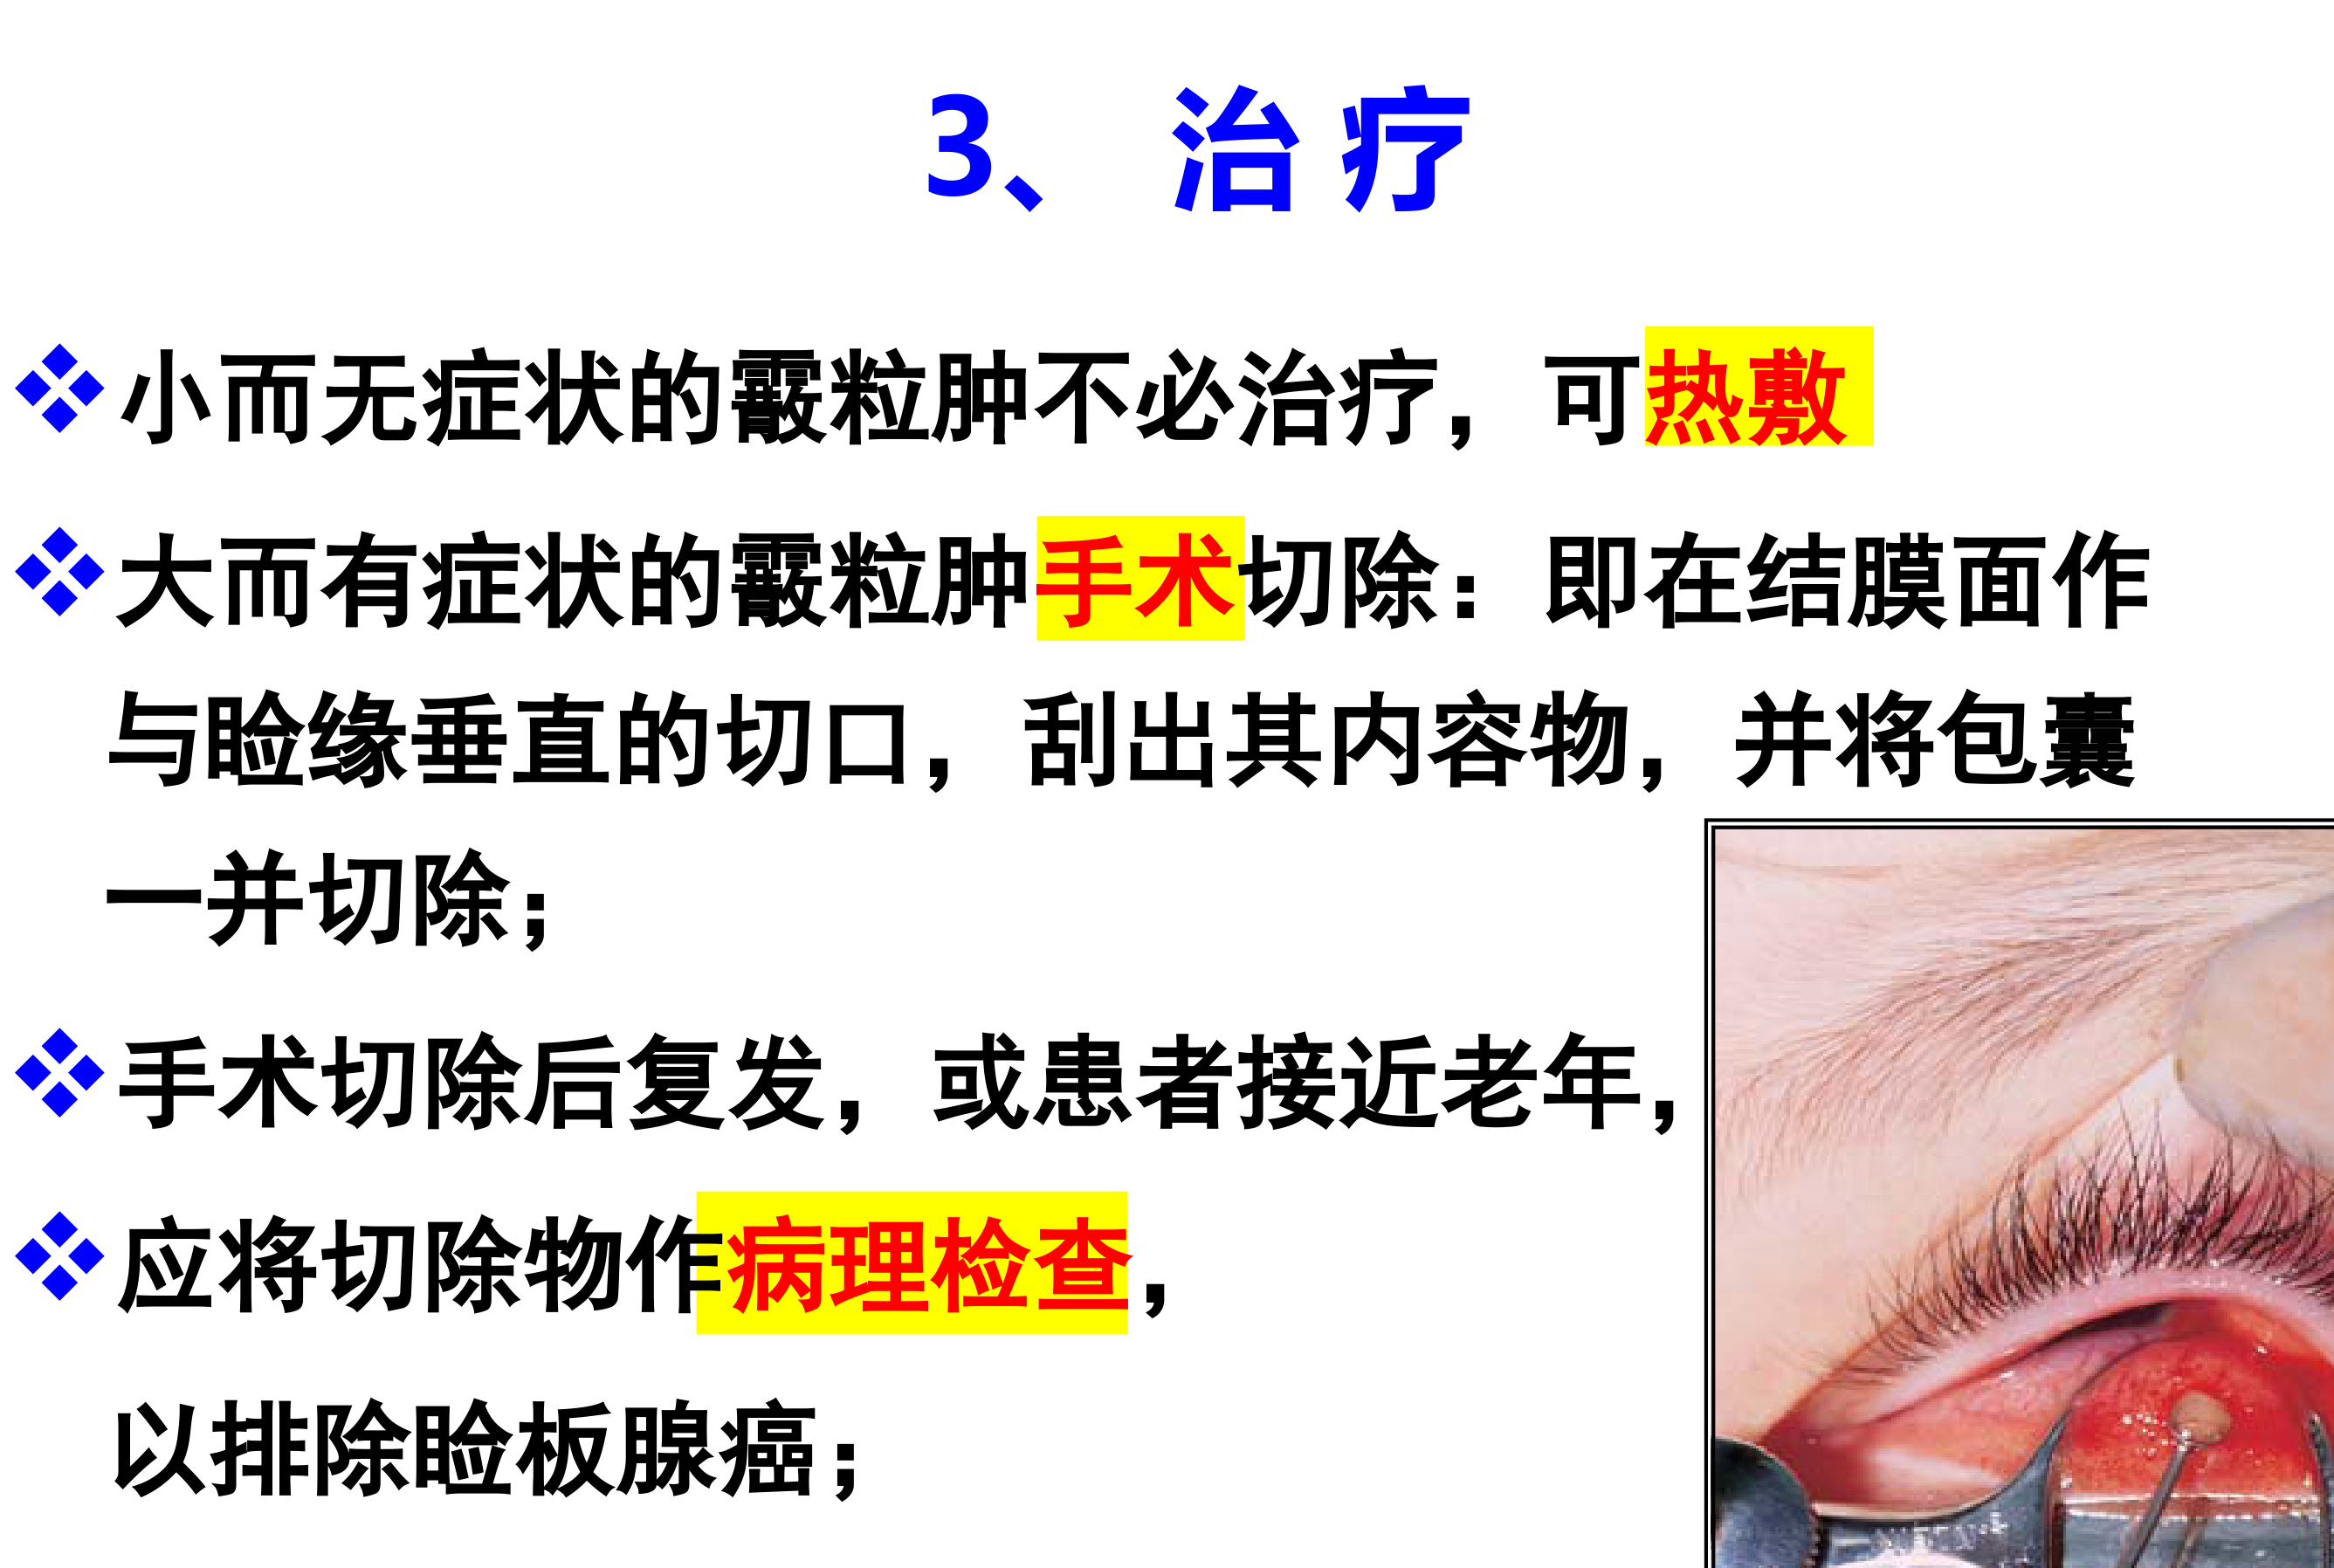 3、 治 疗
❖小而无症状的霰粒肿不必治疗，可热敷
❖大而有症状的霰粒肿手术切除：即在结膜面作
与睑缘垂直的切口，刮出其内容物，并将包囊
一并切除；
❖手术切除后复发，或患者接近老年，
❖应将切除物作病理检查，
以排除睑板腺癌；